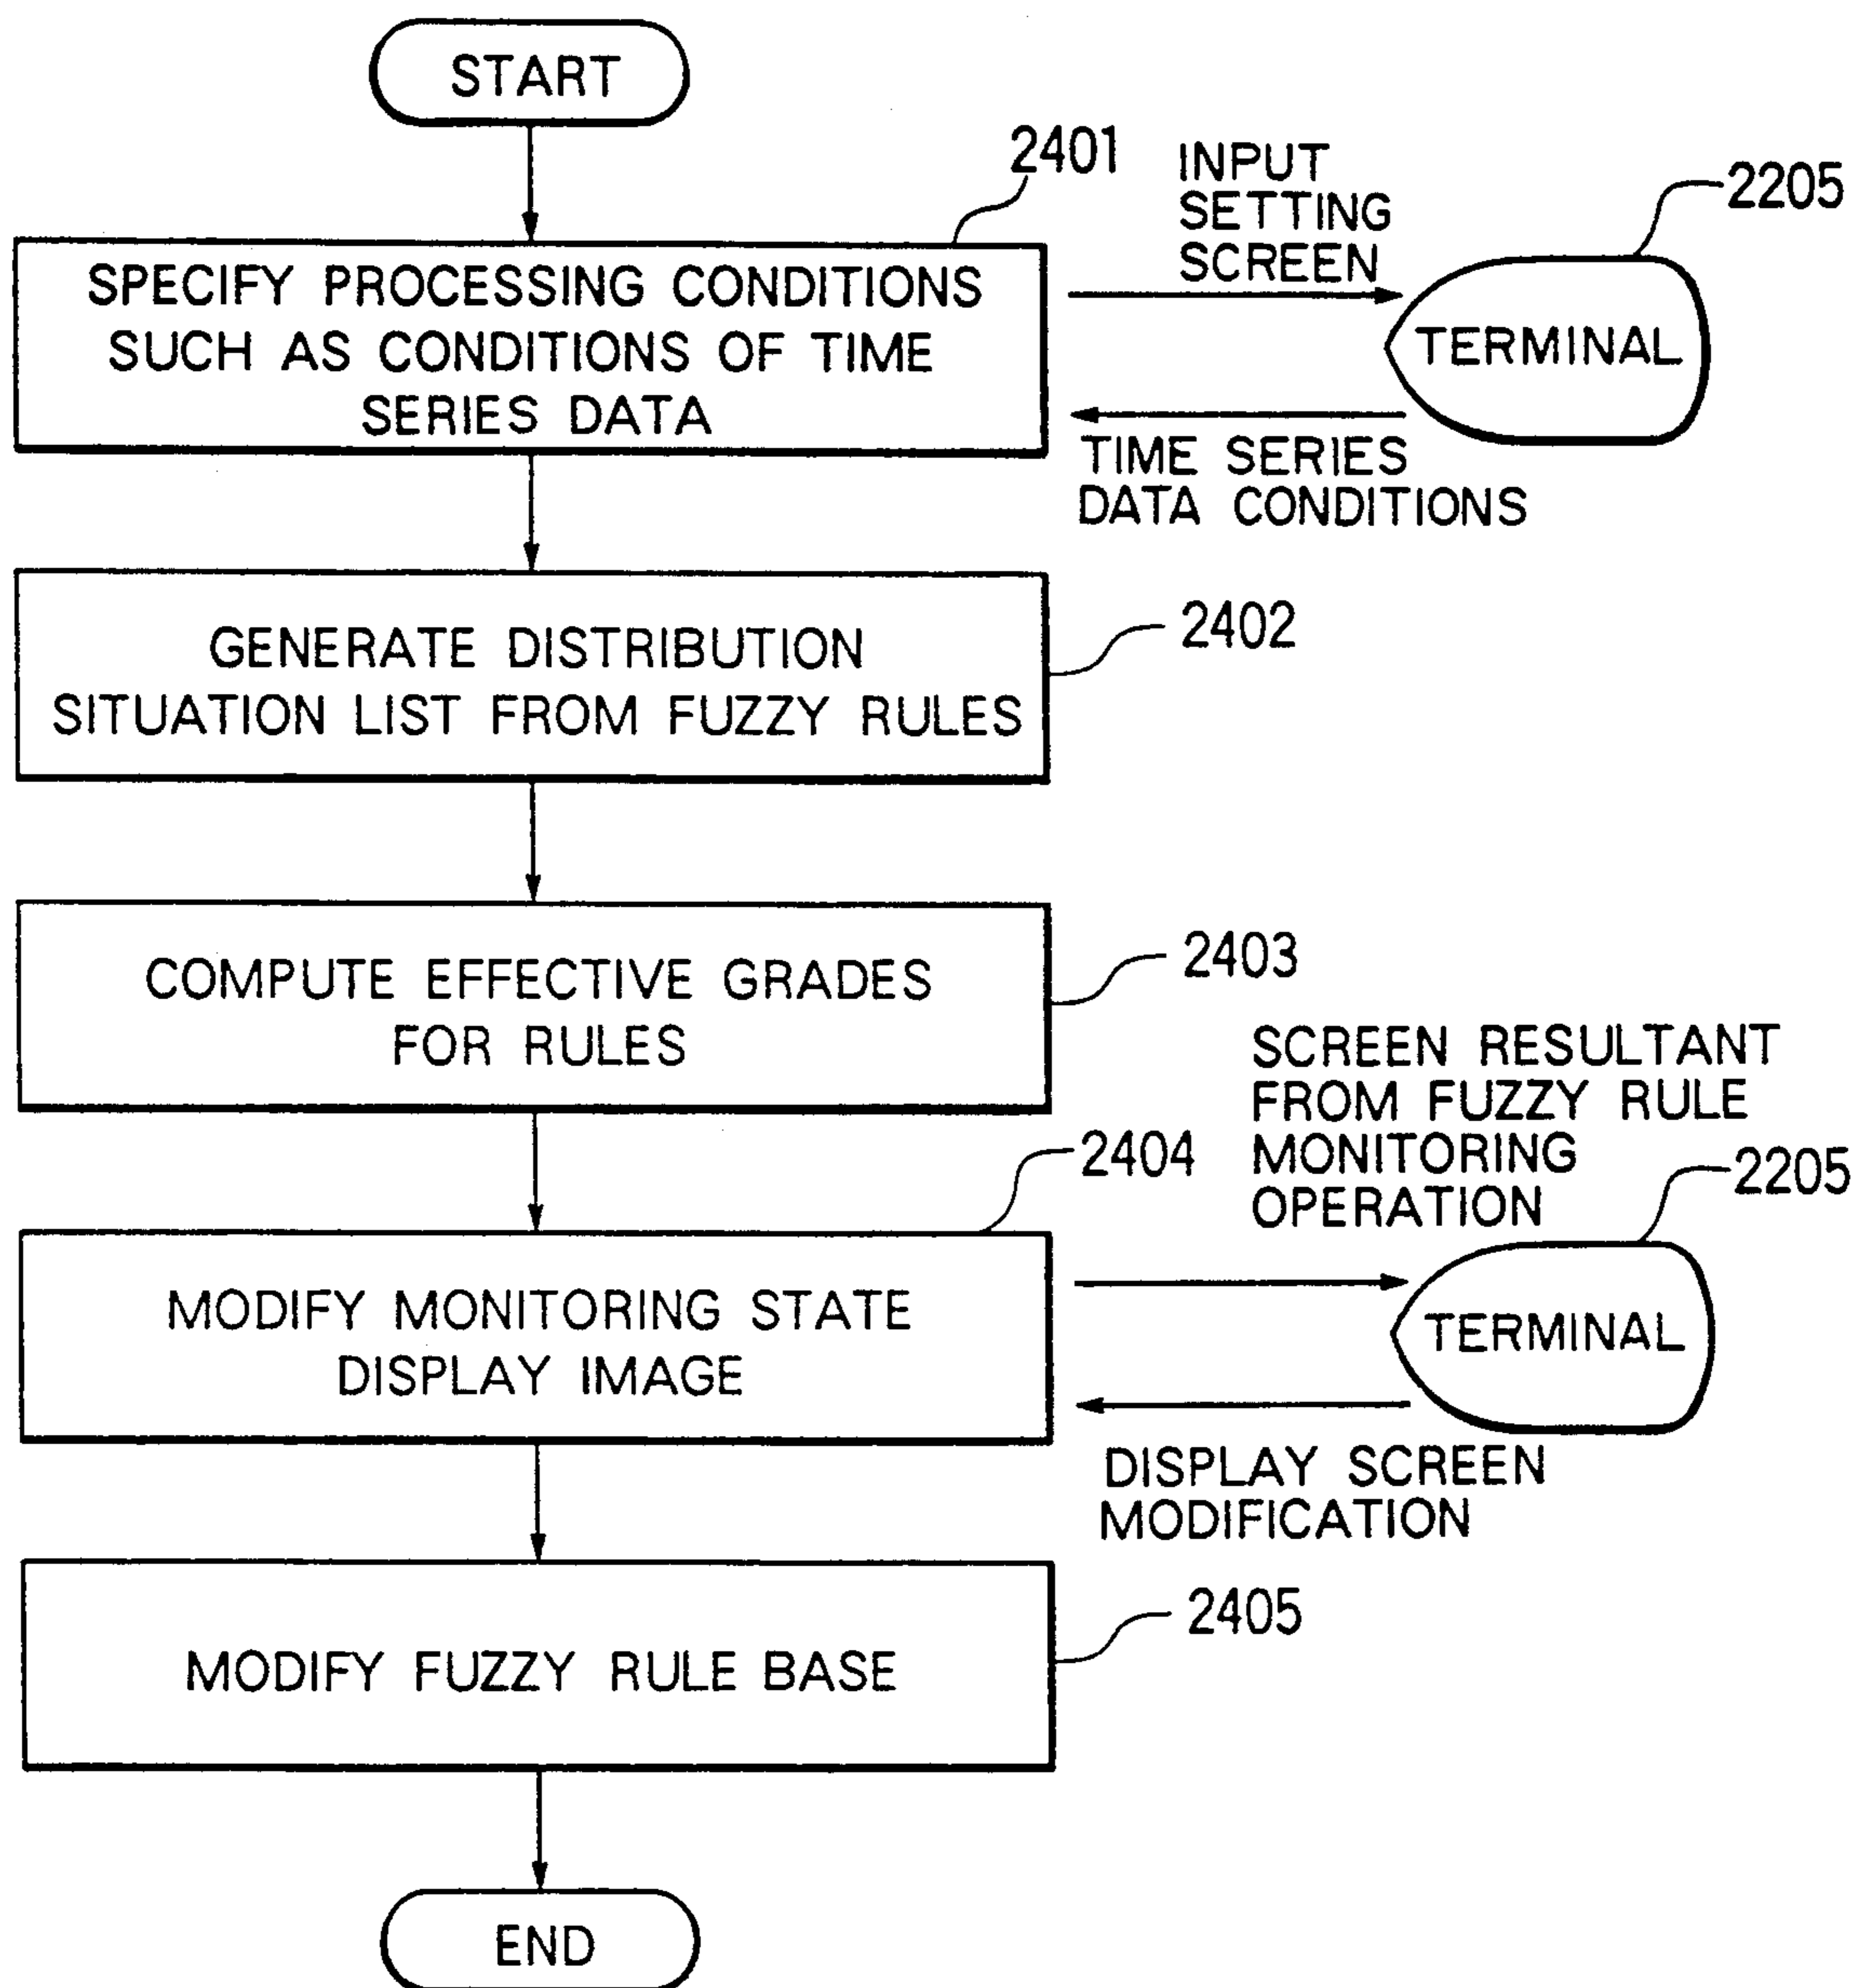 START
2401
INPUT
SETTING
SCREEN
2205
SPECIFY PROCESSING CONDITIONS
SUCH AS CONDITIONS OF TIME
SERIES DATA
TERMINAL
TIME SERIES
DATA CONDITIONS
2402
GENERATE DISTRIBUTION
SITUATION LIST FROM FUZZY RULES
2403
COMPUTE EFFECTIVE GRADES
FOR RULES
SCREEN RESULTANT
FROM FUZZY RULE
MONITORING
OPERATION
2404
2205
MODIFY MONITORING STATE
DISPLAY IMAGE
TERMINAL
DISPLAY SCREEN
MODIFICATION
2405
MODIFY FUZZY RULE BASE
END